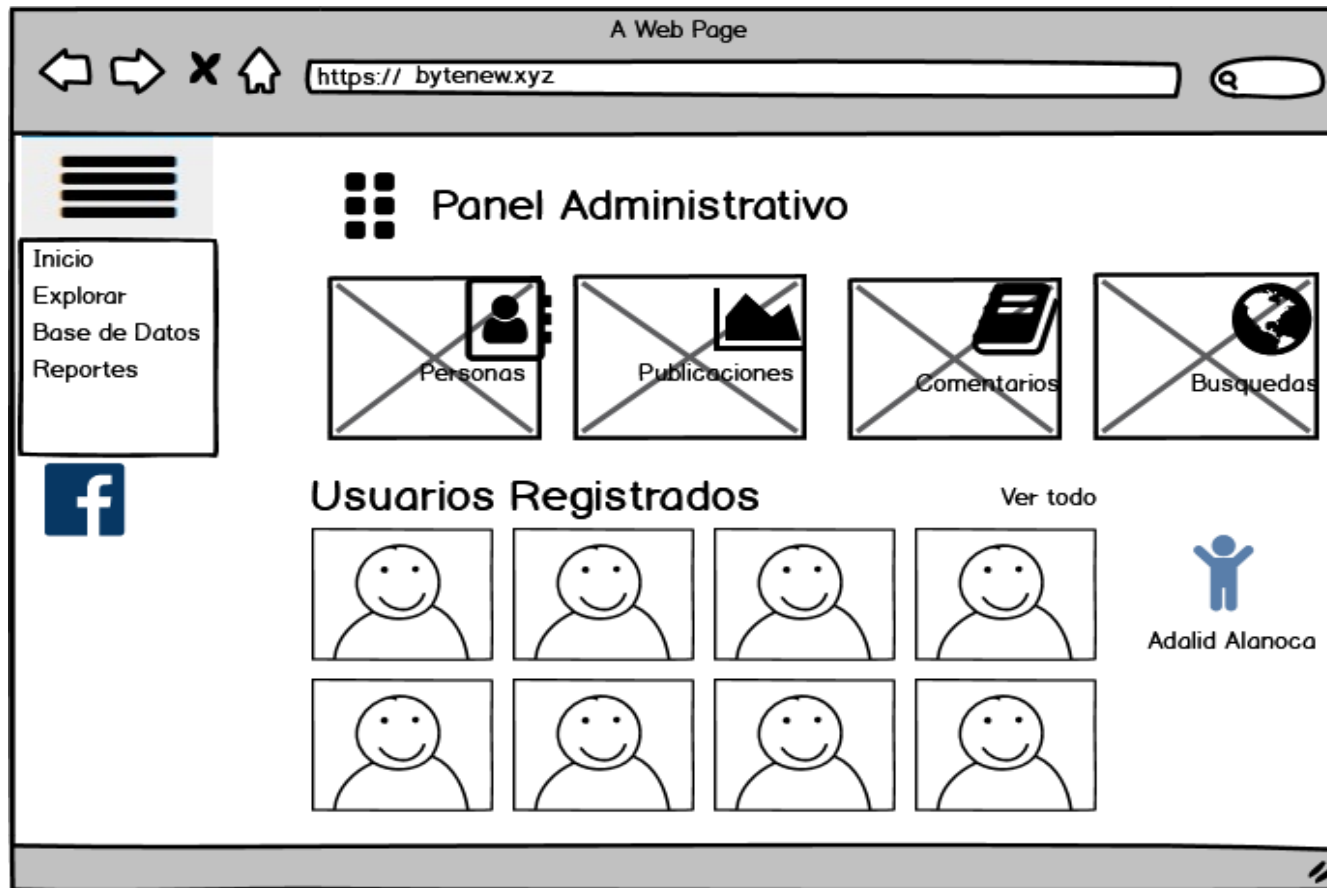 A Web Page
https:// bytenew.xyz
Panel Administrativo
Inicio
Explorar
Base de Datos
Reportes
Personas
Publicaciones
Comentarios
Busquedas
Usuarios Registrados
Ver todo
Adalid Alanoca